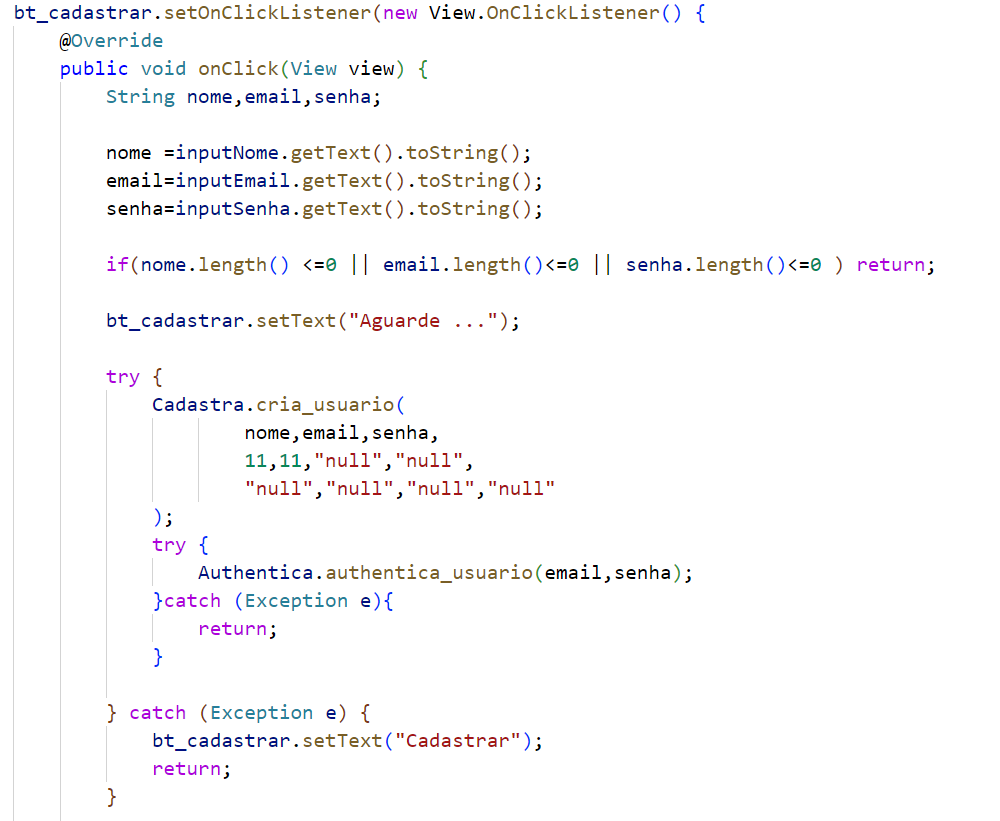 bt_cadastrar.setOnClickListener(new View.OnClickListener() {
@Override
public void onClick(View view) {
String nome,email,senha;
nome =inputNome.getText().toString();
email=inputEmail.getText().toString();
senha=inputSenha.getText().toString();
if(nome.length() <=0 || email.length()<=0 || senha.length()<=0 ) return;
bt_cadastrar.setText("Aguarde ...");
try {
Cadastra.cria_usuario(
nome,email,senha,
11,11,"null","null",
"null","null","null","null"
);
try {
Authentica.authentica_usuario(email,senha);
}catch (Exception e){
return;
}
} catch (Exception e) {
bt_cadastrar.setText("Cadastrar");
return;
}